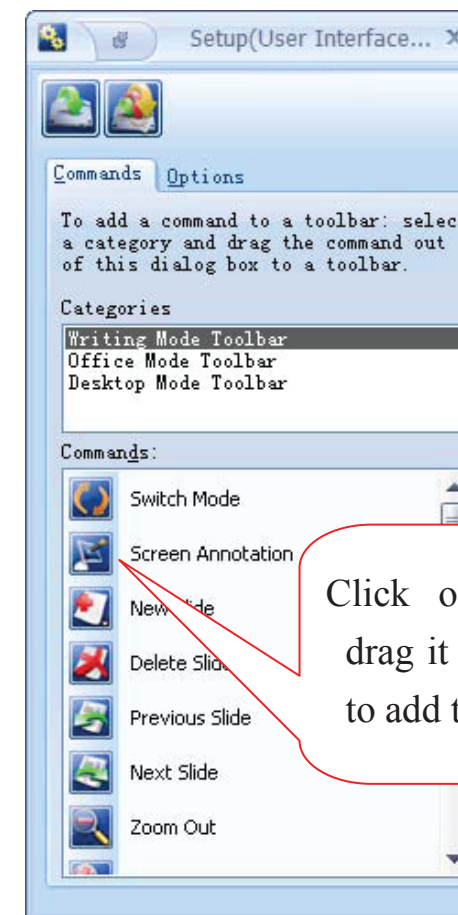 Setup(User Interface...
Commands Options
To add a command to a toolbar: selec
a category and drag the command out
of this dialog box to a toolbar.
Categories
Writing Mode Toolbar
Office Mode Toolbar
Desktop Mode Toolbar
Commands:
Switch Mode
Screen Annotation
New Slide
Delete Slide
Previous Slide
Next Slide
Zoom Out
Click o
drag it
to add t